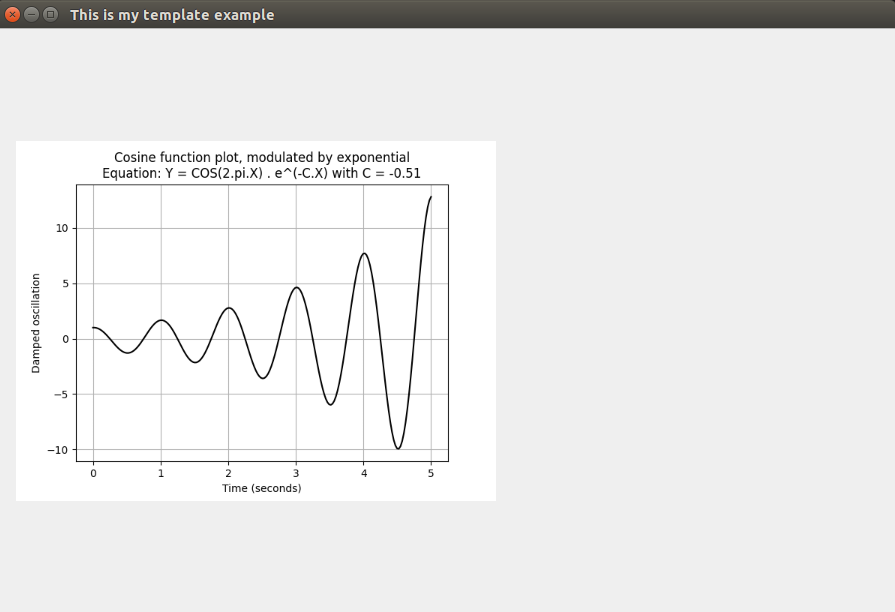 This is my template example
Cosine function plot, modulated by exponential
Equation: Y = COS(2.pi.X) . e^(-C.X) with C = -0.51
10
5
0
−5
−10
Damped oscillation
0 1 2 3 4 5
Time (seconds)